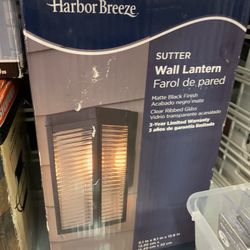 Harbor Breeze
SUTTER
Wall Lantern
Farol de pared
Matte Black Finish
Acabado negro mate
Clear Ribbed Glass
Vidrio transparente acanalado
3-Year Limited Warranty
3 años de garantía limitada